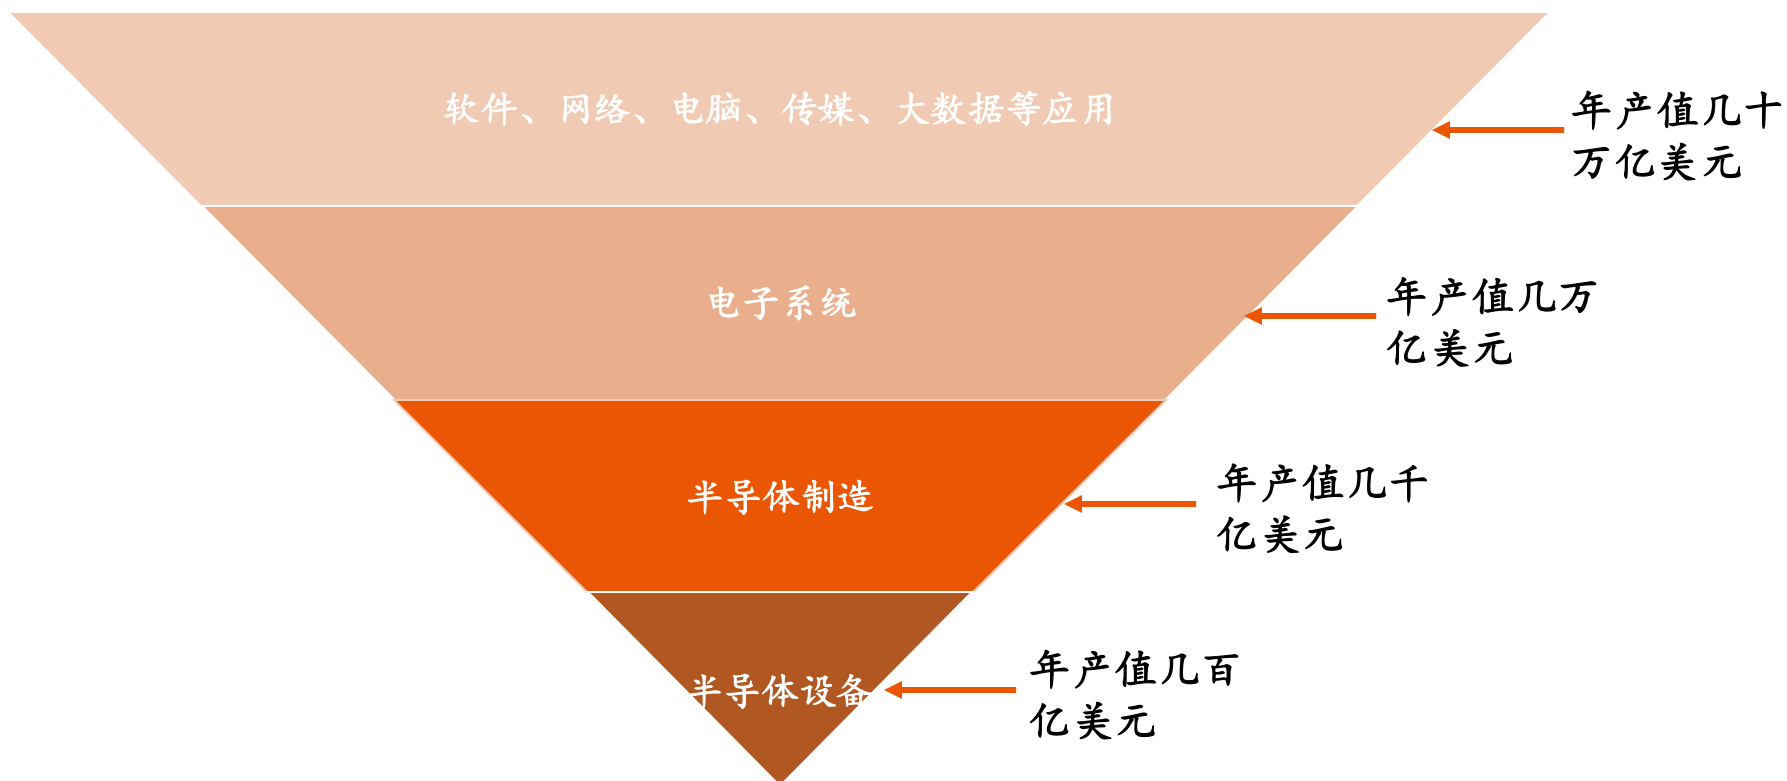 软件、网络、电脑、传媒、大数据等应用
年产值几十
万亿美元
电子系统
年产值几万
亿美元
半导体制造
年产值几千
亿美元
半导体设备
年产值几百
亿美元